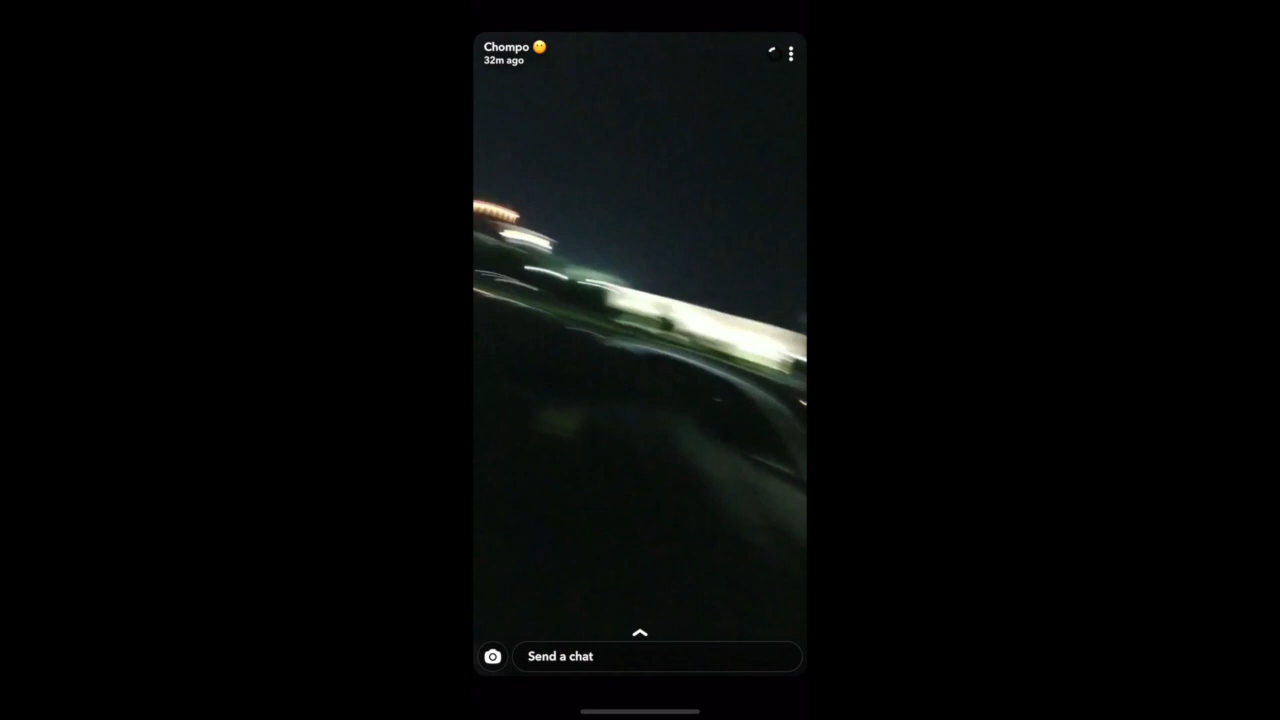 Chompo 😶
32m ago
Send a chat